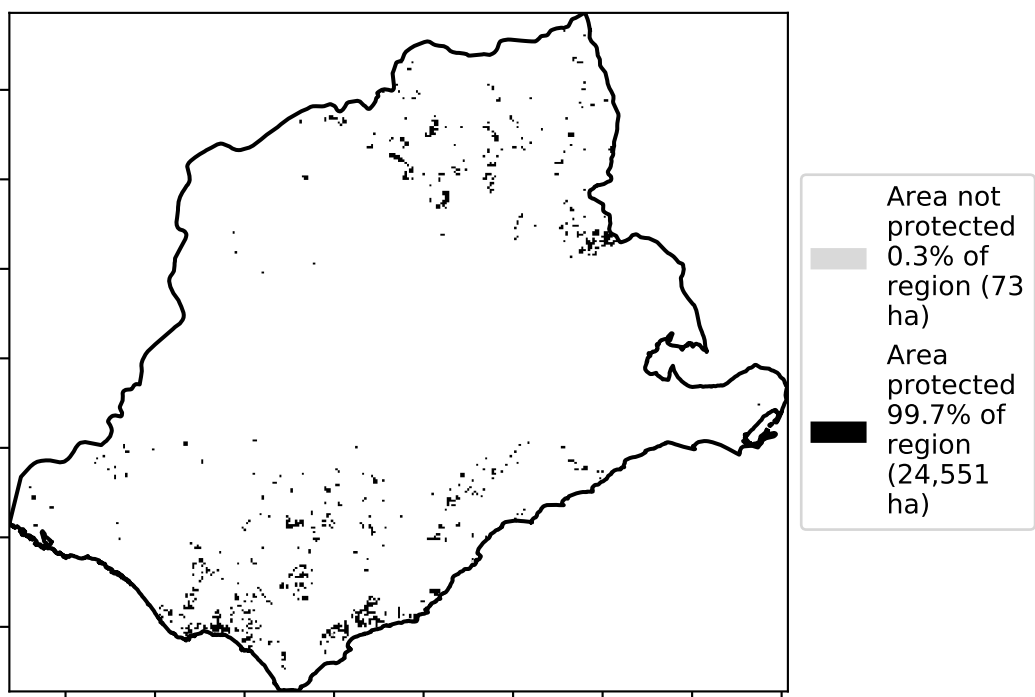 Area not
protected
0.3% of
region (73
ha)
Area
protected
99.7% of
region
(24,551
ha)